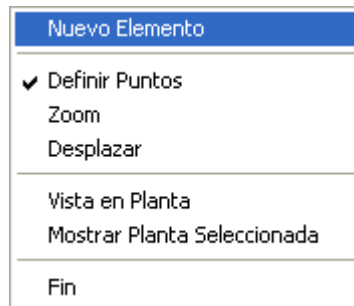 Nuevo Elemento
Definir Puntos
Zoom
Desplazar
Vista en Planta
Mostrar Planta Seleccionada
Fin